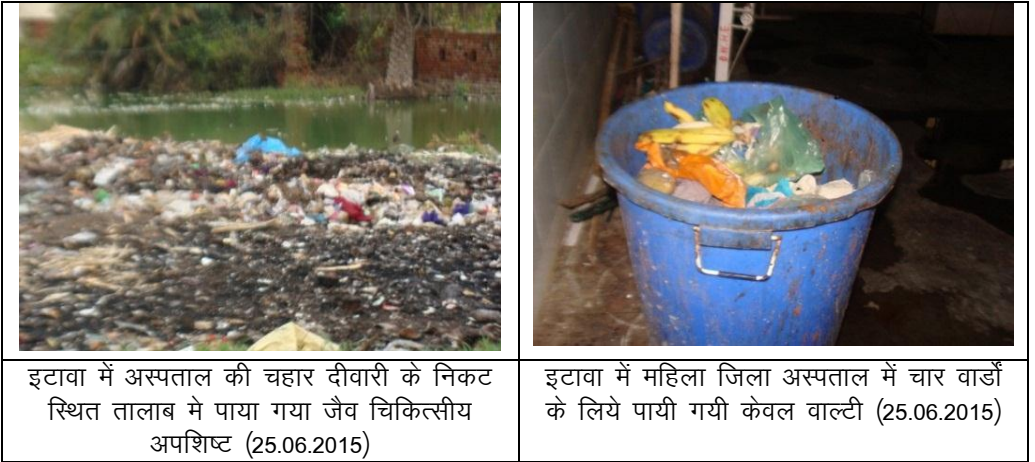 इटावा में अस्पताल की चहार दीवारी के निकट
स्थित तालाब मे पाया गया जैव चिकित्सीय
अपशिष्ट (25.06.2015)
इटावा में महिला जिला अस्पताल में चार वार्डों
के लिये पायी गयी केवल वाल्टी (25.06.2015)